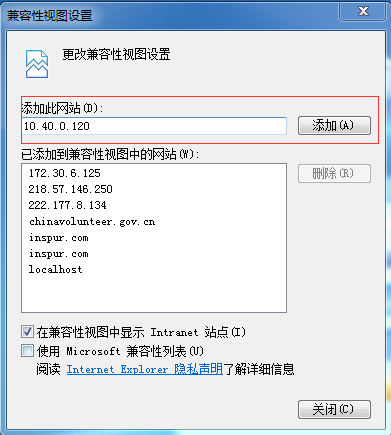 兼容性视图设置
更改兼容性视图设置
添加此网站(D):
10.40.0.120
添加(A)
已添加到兼容性视图中的网站(W):
172.30.6.125
删除(R)
218.57.146.250
222.177.8.134
chinavolunteer.gov.cn
inspur.com
inspur.com
localhost
在兼容性视图中显示 Intranet 站点(I)
使用 Microsoft 兼容性列表(U)
阅读 Internet Explorer 隐私声明了解详细信息
关闭(C)